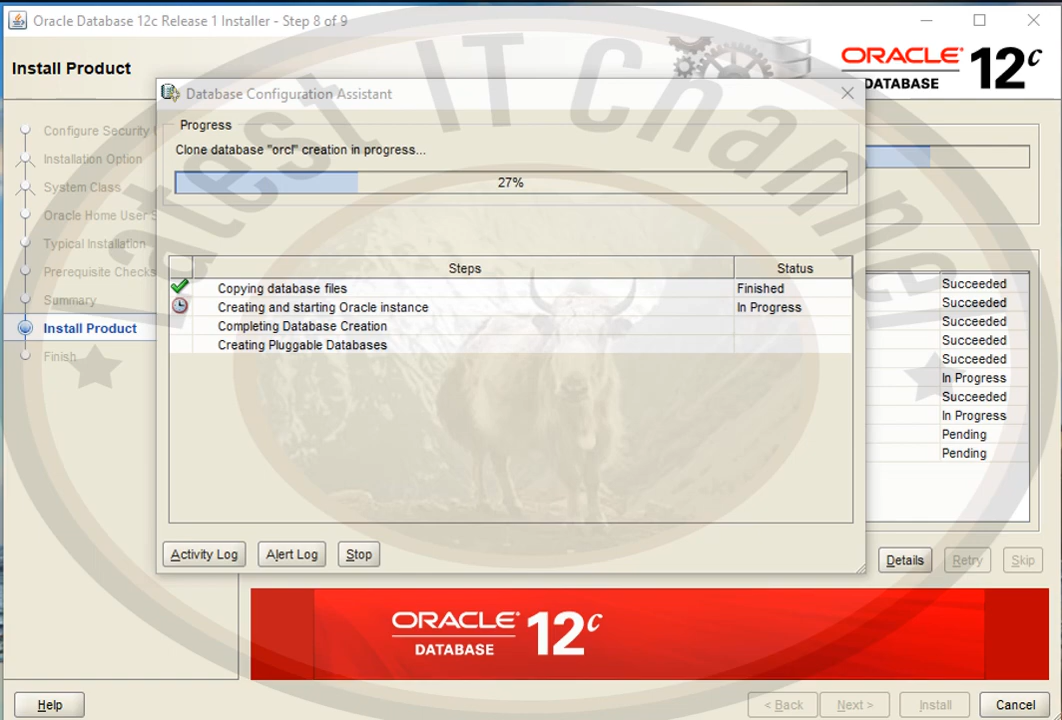 Oracle Database 12c Release 1 Installer - Step 8 of 9
Install Product
ORACLE DATABASE 12c
Latest IT Channel
Configure Security
Installation Option
System Class
Oracle Home User S
Typical Installation
Prerequisite Checks
Summary
Install Product
Finish
Database Configuration Assistant
Progress
Clone database "orcl" creation in progress...
27%
Steps Status
Copying database files Finished
Creating and starting Oracle instance In Progress
Completing Database Creation
Creating Pluggable Databases
Activity Log Alert Log Stop
Succeeded
Succeeded
Succeeded
Succeeded
Succeeded
In Progress
Succeeded
In Progress
Pending
Pending
Details Retry Skip
ORACLE DATABASE 12c
Help < Back Next > Install Cancel